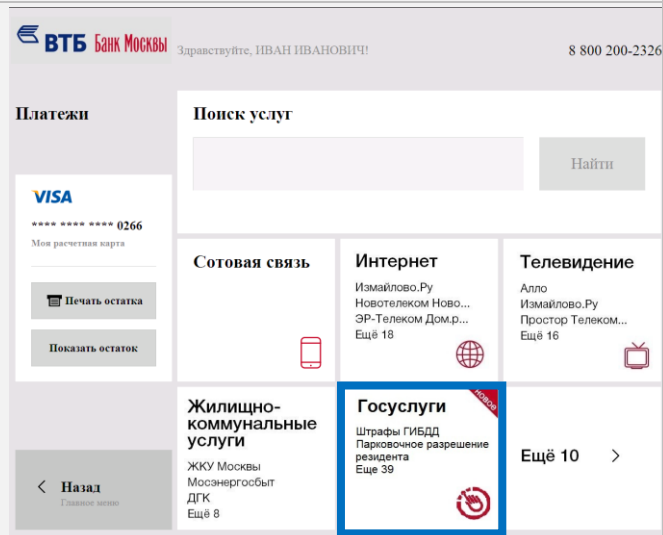 ВТБ Банк Москвы
Здравствуйте, ИВАН ИВАНОВИЧ!
8 800 200-2326
Платежи
Поиск услуг
Найти
VISA
**** **** **** 0266
Моя расчетная карта
Печать остатка
Показать остаток
Сотовая связь
Интернет
Измайлово.Ру
Новотелеком Ново...
ЭР-Телеком Дом.р...
Ещё 18
Телевидение
Алло
Измайлово.Ру
Простор Телеком...
Ещё 16
Жилищно-
коммунальные
услуги
ЖКУ Москвы
Мосэнергосбыт
ДГК
Ещё 8
Госуслуги
НОВОЕ
Штрафы ГИБДД
Парковочное разрешение
резидента
Еще 39
Ещё 10
Назад
Главное меню